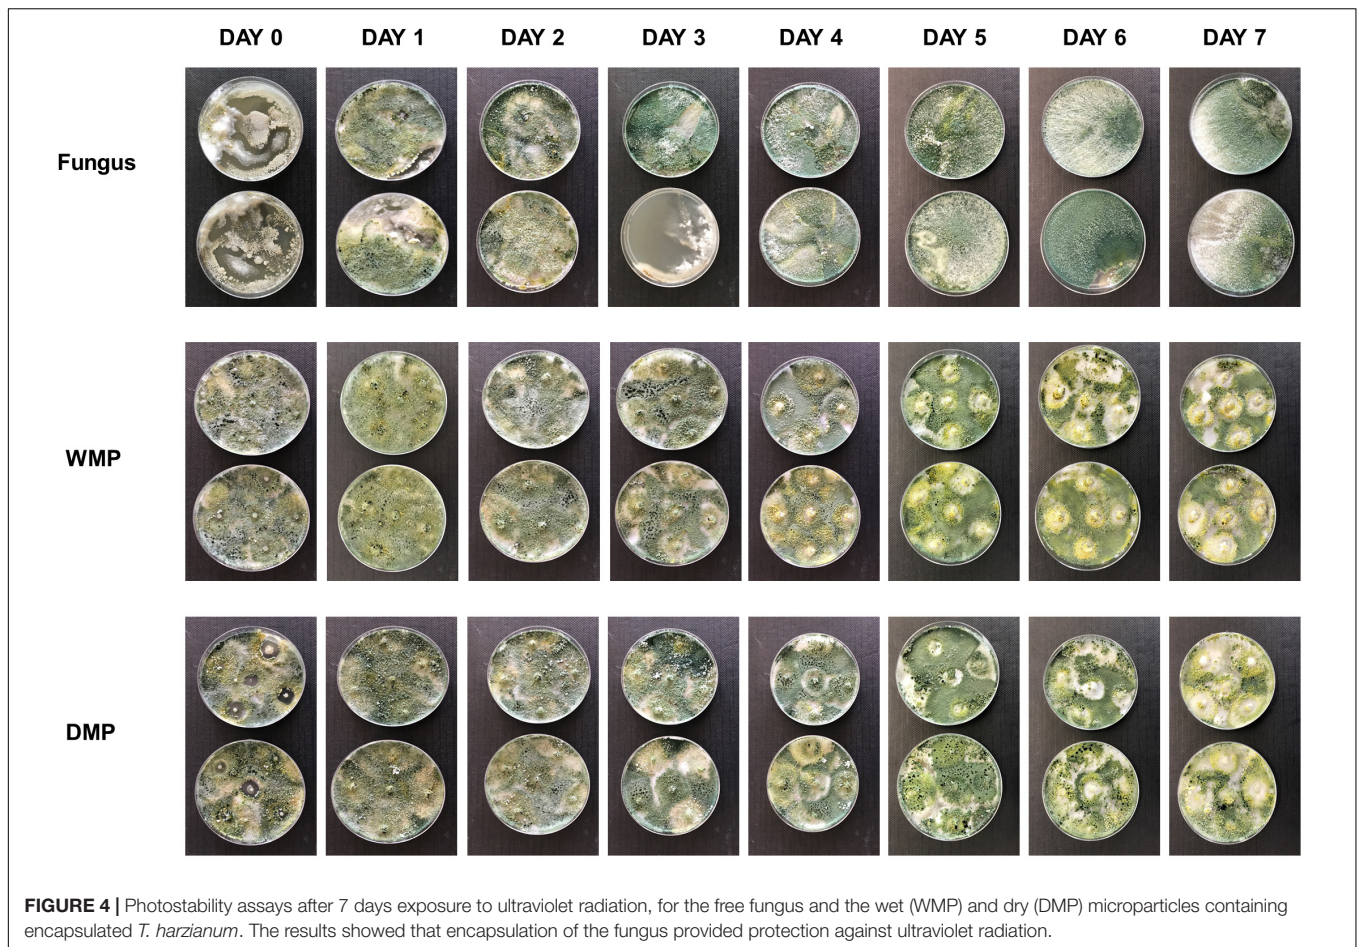 DAY 0 DAY 1 DAY 2 DAY 3 DAY 4 DAY 5 DAY 6 DAY 7
Fungus
WMP
DMP
FIGURE 4 | Photostability assays after 7 days exposure to ultraviolet radiation, for the free fungus and the wet (WMP) and dry (DMP) microparticles containing
encapsulated T. harzianum. The results showed that encapsulation of the fungus provided protection against ultraviolet radiation.